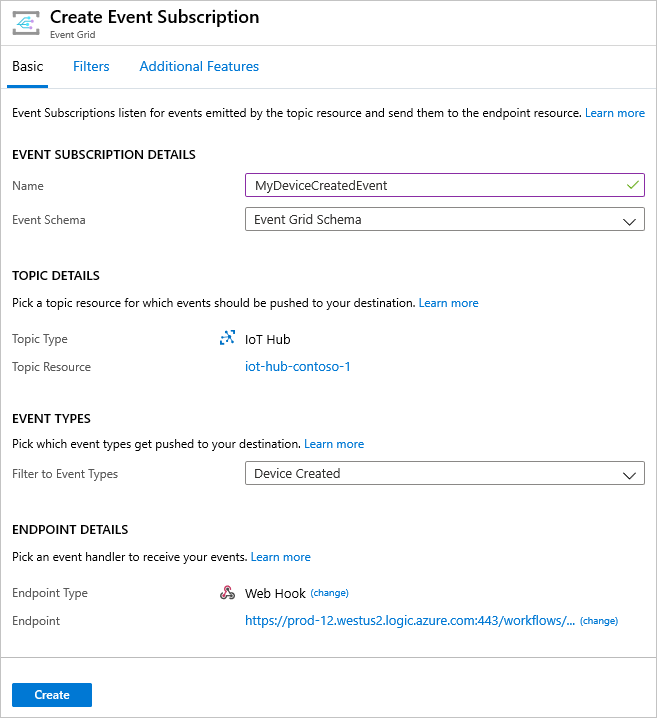 Create Event Subscription
Event Grid
Basic Filters Additional Features
Event Subscriptions listen for events emitted by the topic resource and send them to the endpoint resource. Learn more
EVENT SUBSCRIPTION DETAILS
Name MyDeviceCreatedEvent
Event Schema Event Grid Schema
TOPIC DETAILS
Pick a topic resource for which events should be pushed to your destination. Learn more
Topic Type IoT Hub
Topic Resource iot-hub-contoso-1
EVENT TYPES
Pick which event types get pushed to your destination. Learn more
Filter to Event Types Device Created
ENDPOINT DETAILS
Pick an event handler to receive your events. Learn more
Endpoint Type Web Hook (change)
Endpoint https://prod-12.westus2.logic.azure.com:443/workflows/... (change)
Create